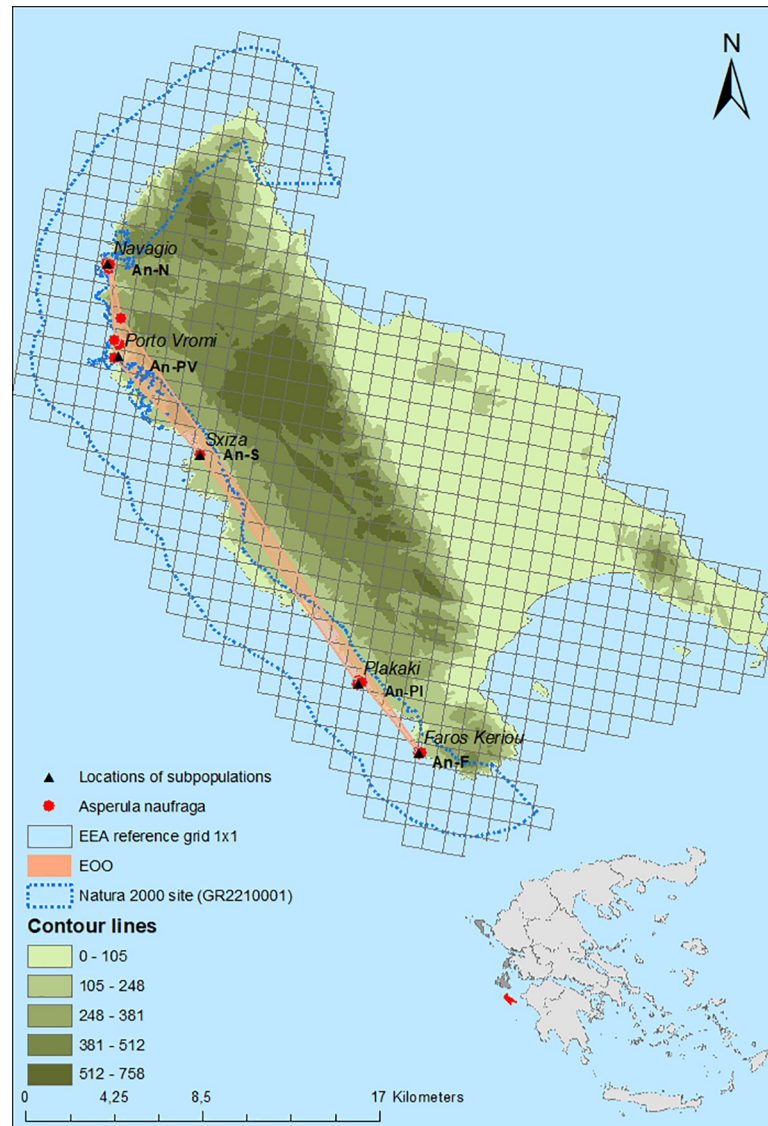 N
Navagio
An-N
Porto Vromi
An-PV
Sxiza
An-S
Plakaki
An-Pl
Faros Keriou
An-F
Locations of subpopulations
Asperula naufraga
EEA reference grid 1x1
EOO
Natura 2000 site (GR2210001)
Contour lines
0 - 105
105 - 248
248 - 381
381 - 512
512 - 758
0 4,25 8,5 17 Kilometers